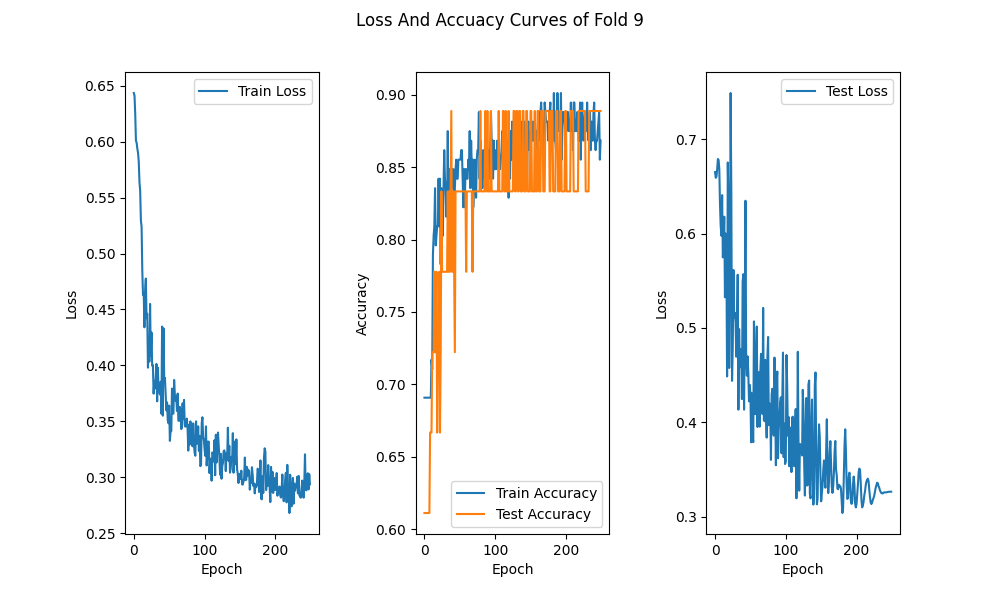 Loss And Accuacy Curves of Fold 9
0.65
0.60
0.55
0.50
0.45
0.40
0.35
0.30
0.25
Loss
0
100
200
Epoch
Train Loss
0.90
0.85
0.80
0.75
0.70
0.65
0.60
Accuracy
0
100
200
Epoch
Train Accuracy
Test Accuracy
0.7
0.6
0.5
0.4
0.3
Loss
0
100
200
Epoch
Test Loss